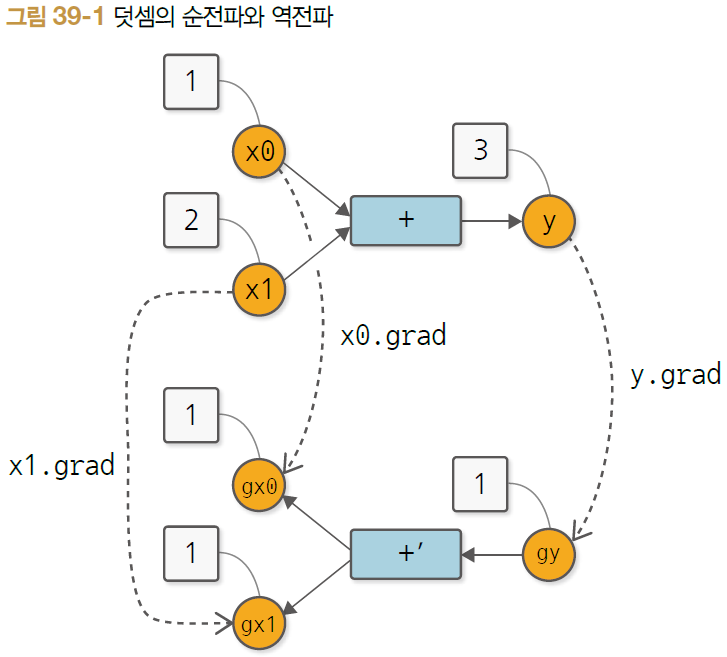 그림 39-1 덧셈의 순전파와 역전파
1
x0
3
2
+
y
x1
x0.grad
y.grad
1
x1.grad
gx0
1
1
+′
gy
gx1